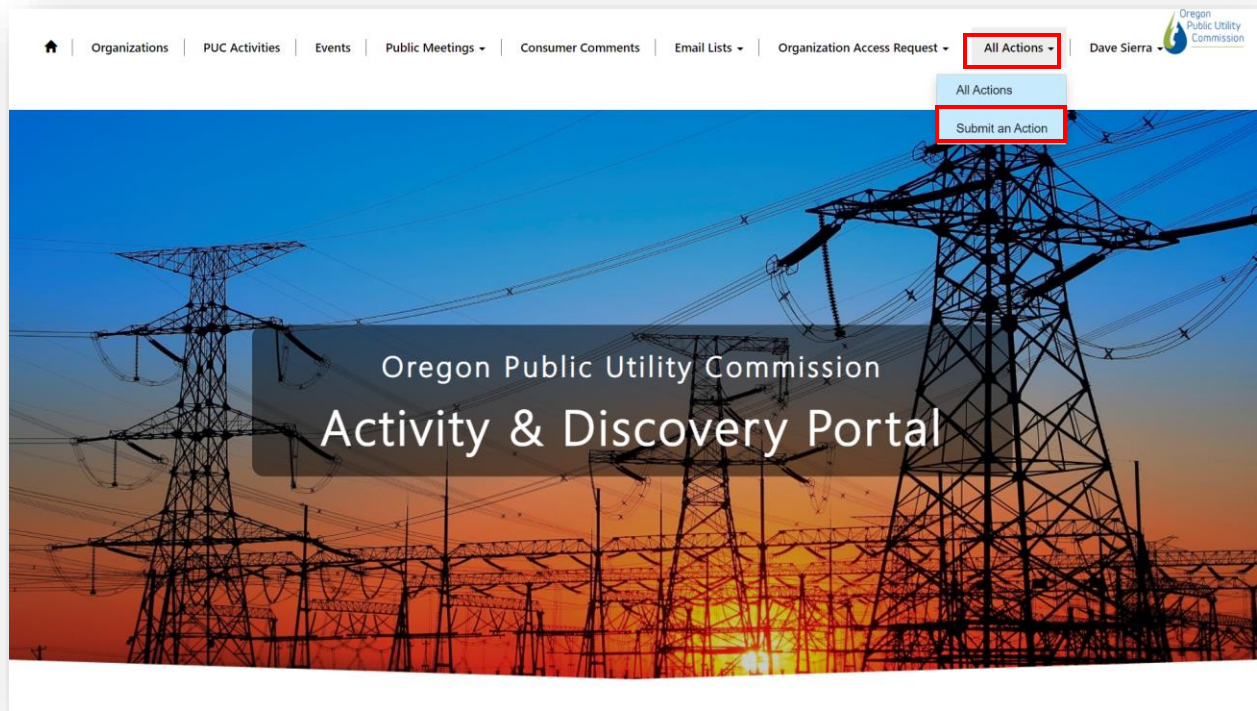 Organizations PUC Activities Events Public Meetings Consumer Comments Email Lists Organization Access Request All Actions Dave Sierra
Oregon
Public Utility
Commission
All Actions
Submit an Action
Oregon Public Utility Commission
Activity & Discovery Portal